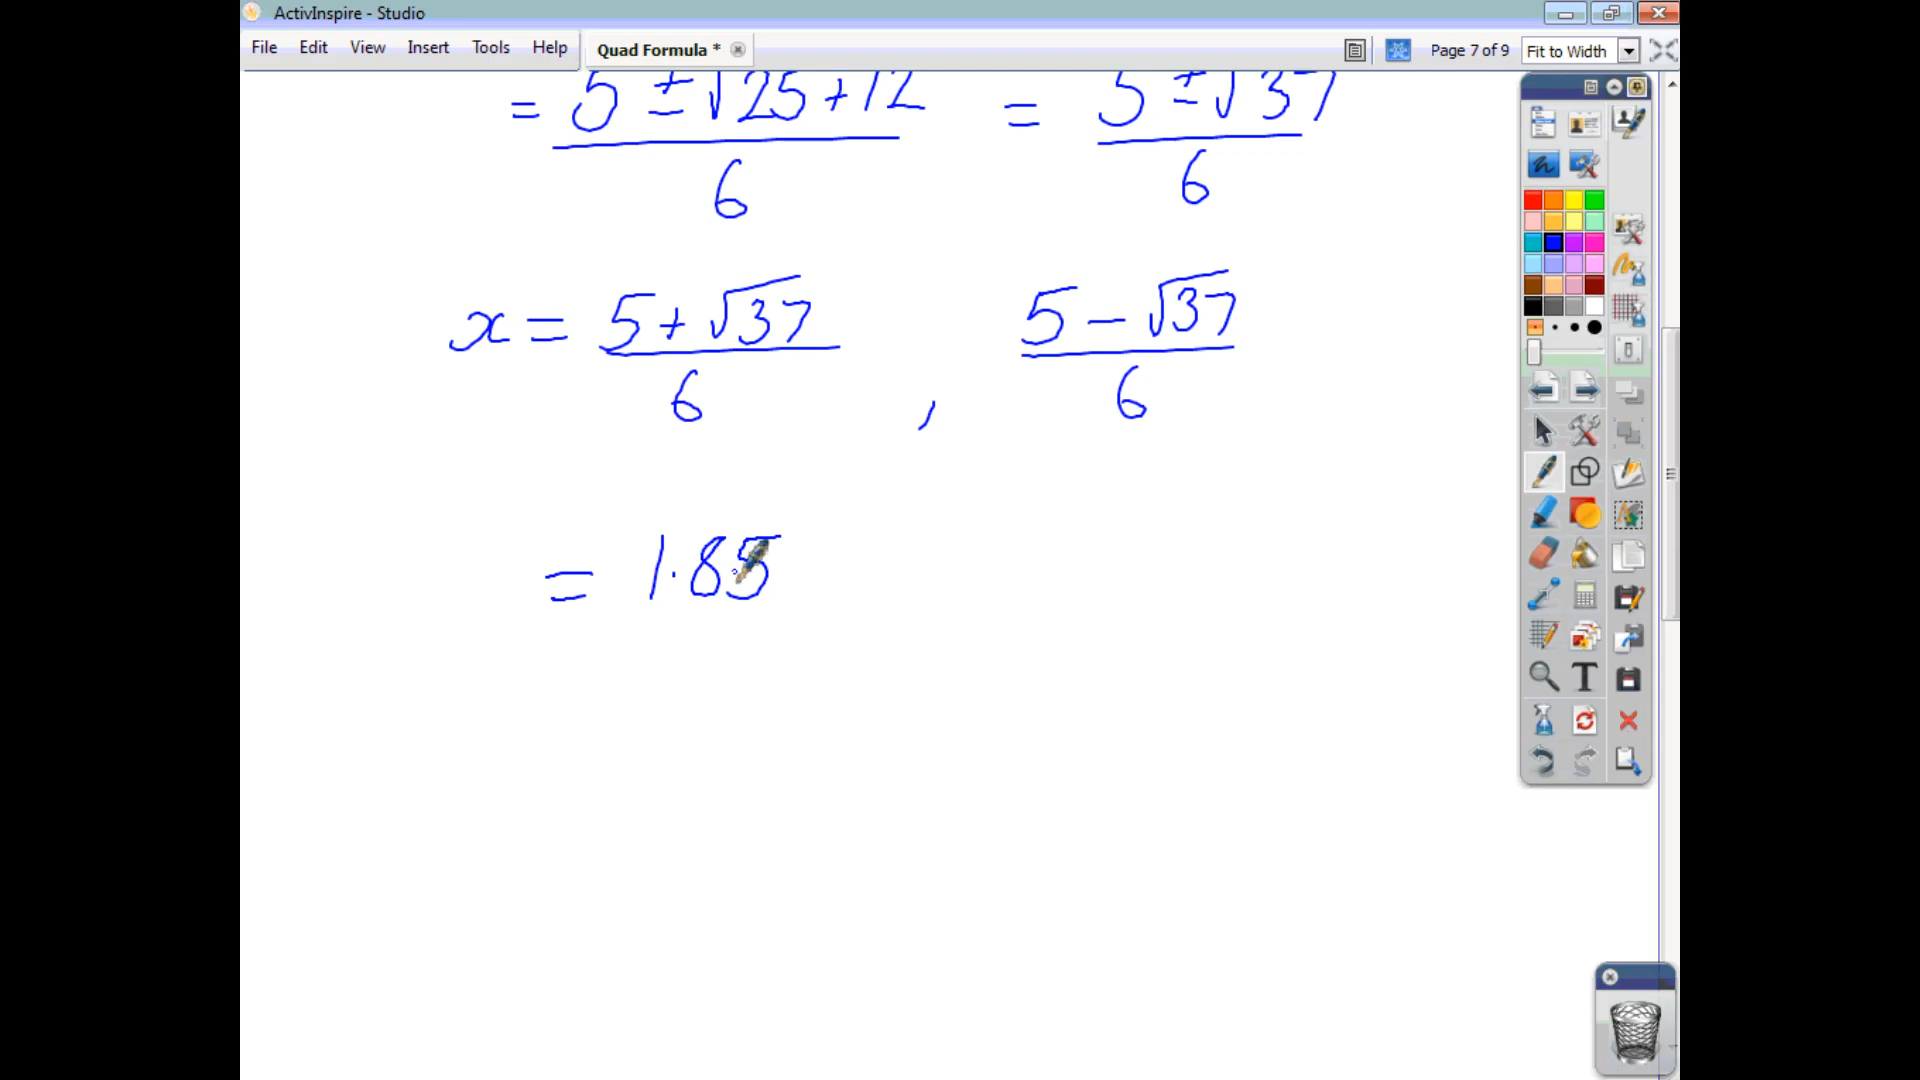 ActivInspire - Studio
File Edit View Insert Tools Help Quad Formula * Page 7 of 9 Fit to Width
= 5 ± √25 + 12 / 6 = 5 ± √37 / 6
x = 5 + √37 / 6 , 5 - √37 / 6
= 1.85